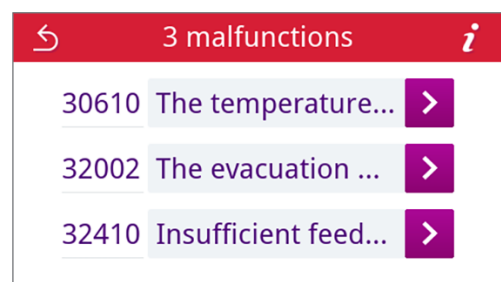 3 malfunctions
30610 The temperature...
32002 The evacuation ...
32410 Insufficient feed...